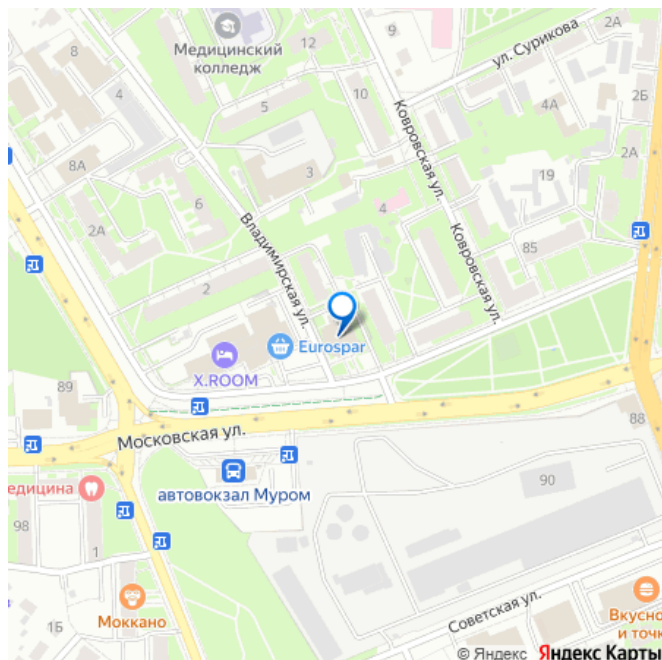 Медицинский
колледж
12
9
2А
ул. Сурикова
8
4
5
10
4А
2Б
Ковровская ул.
8А
3
2А
19
6
4
2А
Владимирская ул.
Ковровская ул.
85
2
Eurospar
X.ROOM
89
Московская ул.
88
автовокзал Муром
90
едицина
98
1
Моккано
1Б
Советская ул.
Вкусно
и точк
© Яндекс Яндекс Карты